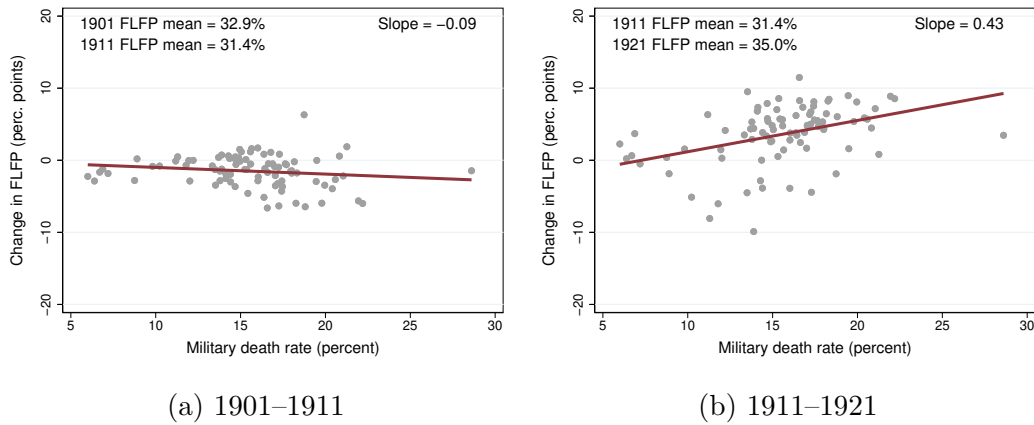 1901 FLFP mean = 32.9%
1911 FLFP mean = 31.4%
Slope = −0.09
Change in FLFP (perc. points)
20
10
0
−10
−20
5 10 15 20 25 30
Military death rate (percent)
(a) 1901–1911
1911 FLFP mean = 31.4%
1921 FLFP mean = 35.0%
Slope = 0.43
Change in FLFP (perc. points)
20
10
0
−10
−20
5 10 15 20 25 30
Military death rate (percent)
(b) 1911–1921